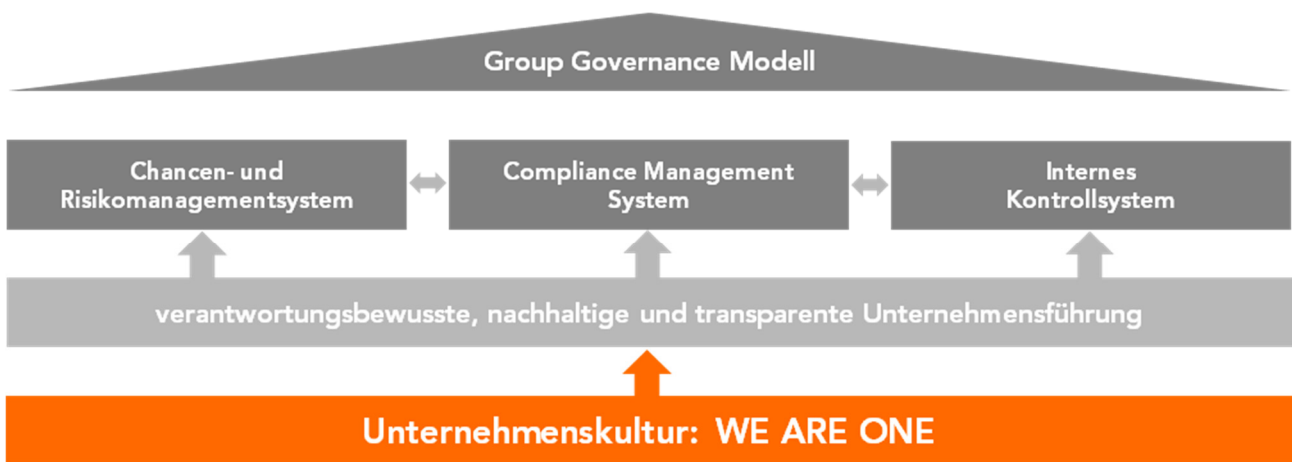 Group Governance Modell
Chancen- und
Risikomanagementsystem
Compliance Management
System
Internes
Kontrollsystem
verantwortungsbewusste, nachhaltige und transparente Unternehmensführung
Unternehmenskultur: WE ARE ONE